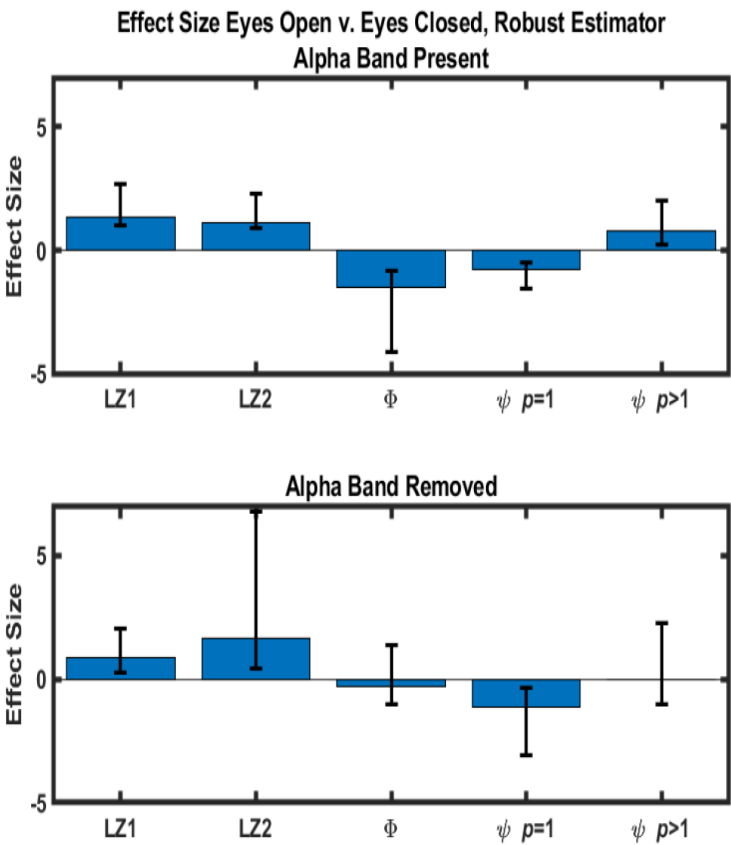 Effect Size Eyes Open v. Eyes Closed, Robust Estimator
Alpha Band Present
Effect Size
5
0
-5
LZ1 LZ2 Φ ψ p=1 ψ p>1
Alpha Band Removed
Effect Size
5
0
-5
LZ1 LZ2 Φ ψ p=1 ψ p>1